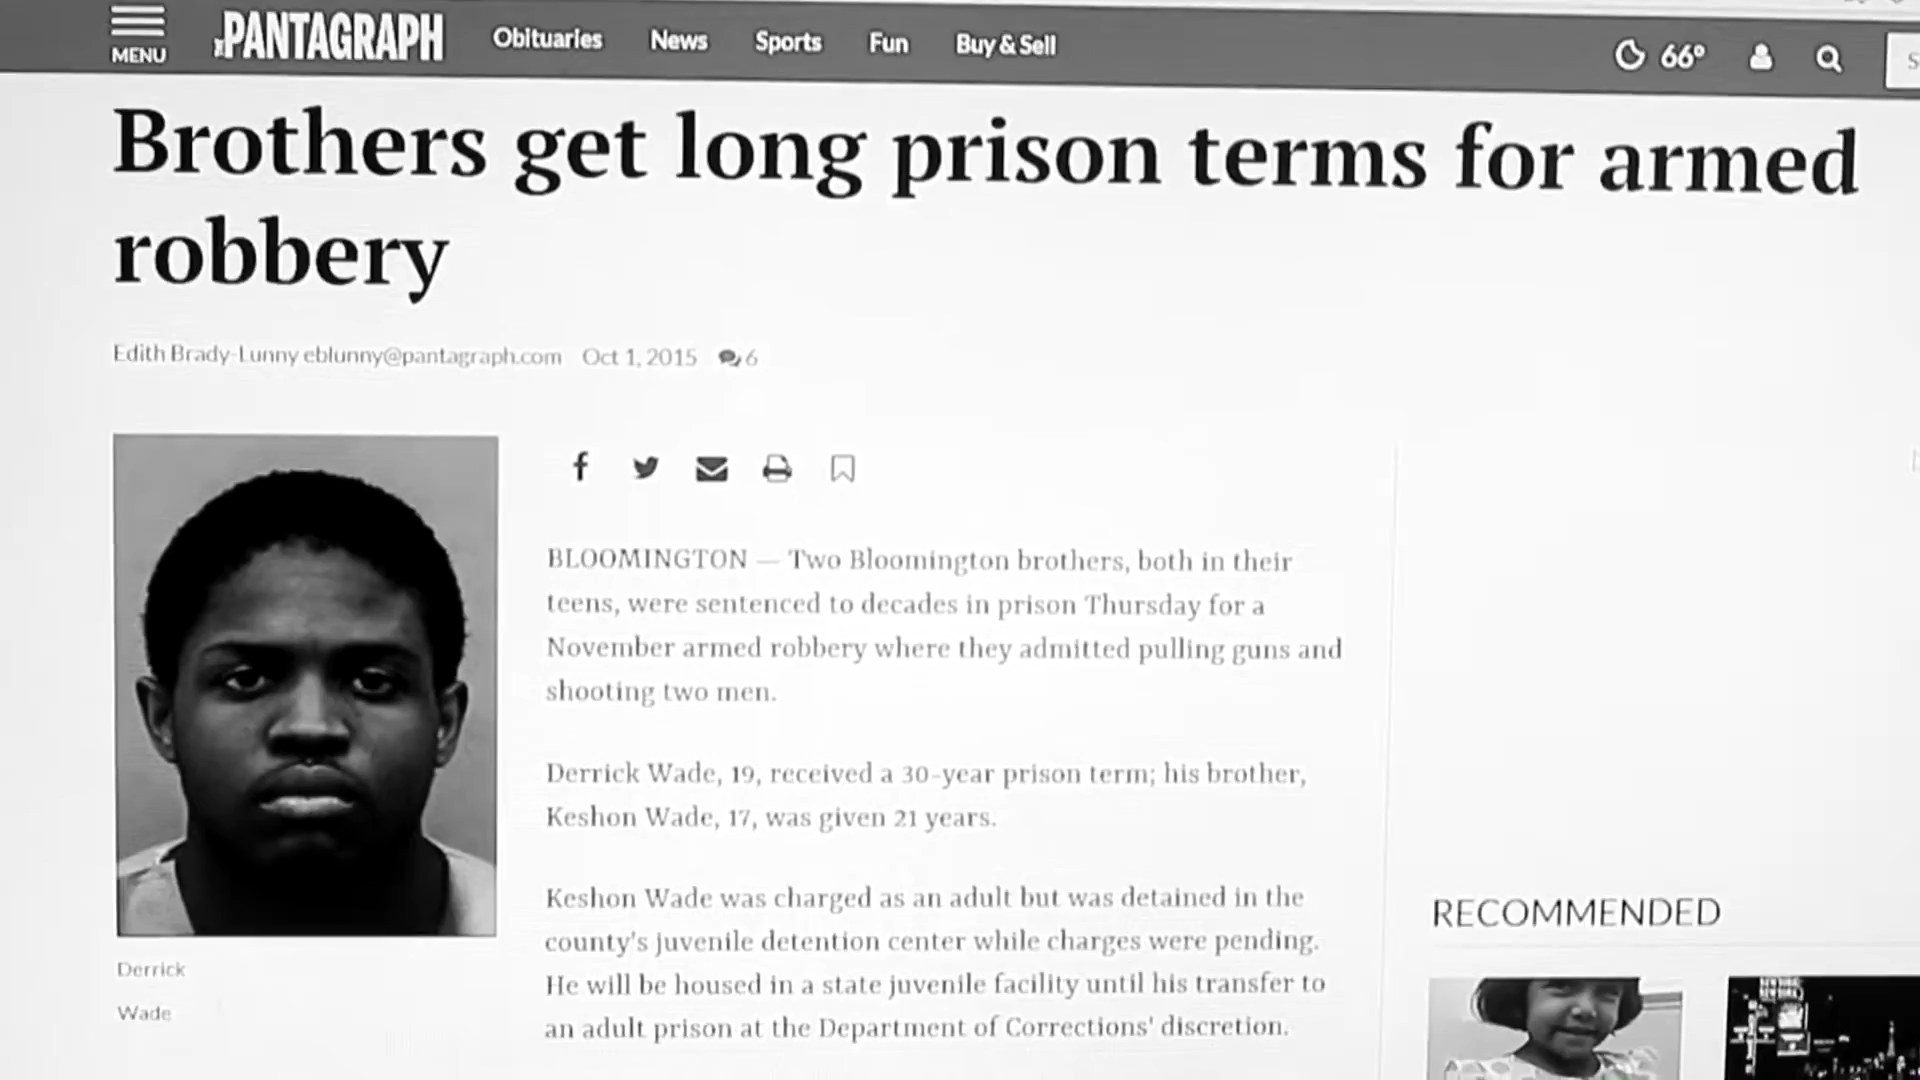 MENU
THE PANTAGRAPH
Obituaries News Sports Fun Buy & Sell
66°
S
Brothers get long prison terms for armed
robbery
Edith Brady-Lunny eblunny@pantagraph.com Oct 1, 2015 6
BLOOMINGTON — Two Bloomington brothers, both in their
teens, were sentenced to decades in prison Thursday for a
November armed robbery where they admitted pulling guns and
shooting two men.
Derrick Wade, 19, received a 30-year prison term; his brother,
Keshon Wade, 17, was given 21 years.
Keshon Wade was charged as an adult but was detained in the
county's juvenile detention center while charges were pending.
He will be housed in a state juvenile facility until his transfer to
an adult prison at the Department of Corrections' discretion.
Derrick
Wade
RECOMMENDED